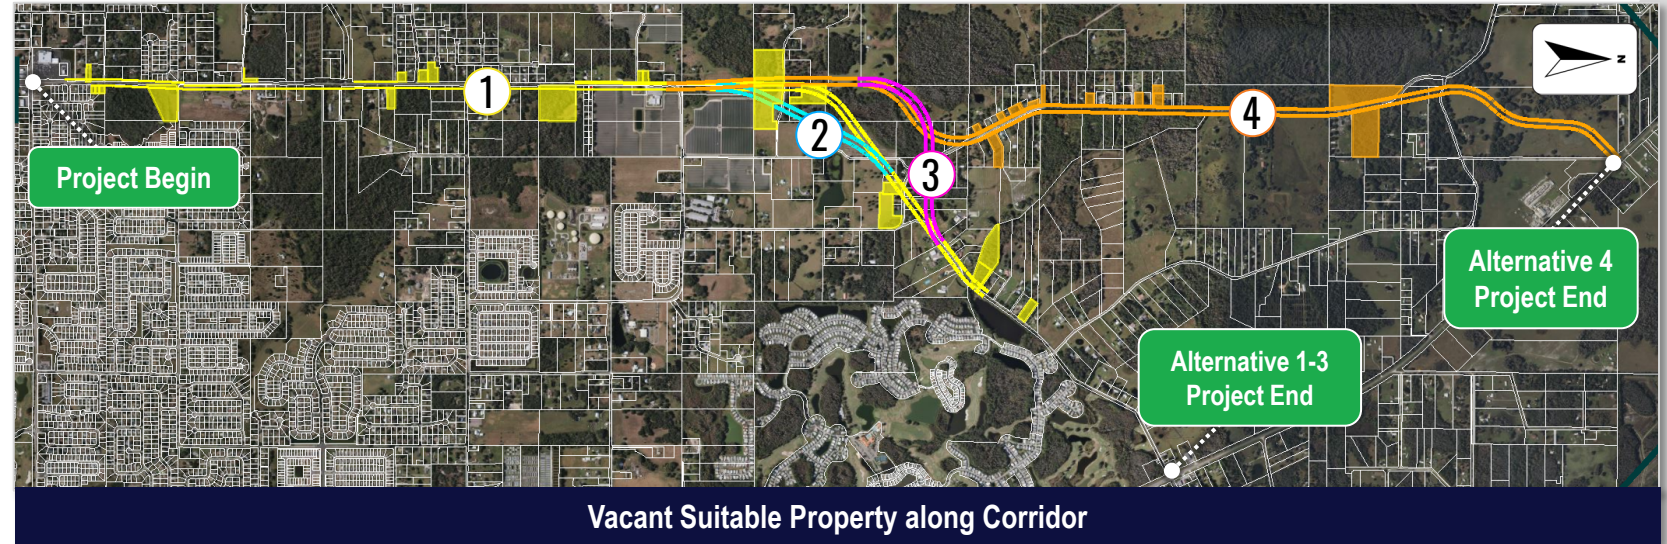 N
1
2
3
4
Project Begin
Alternative 4
Project End
Alternative 1-3
Project End
Vacant Suitable Property along Corridor